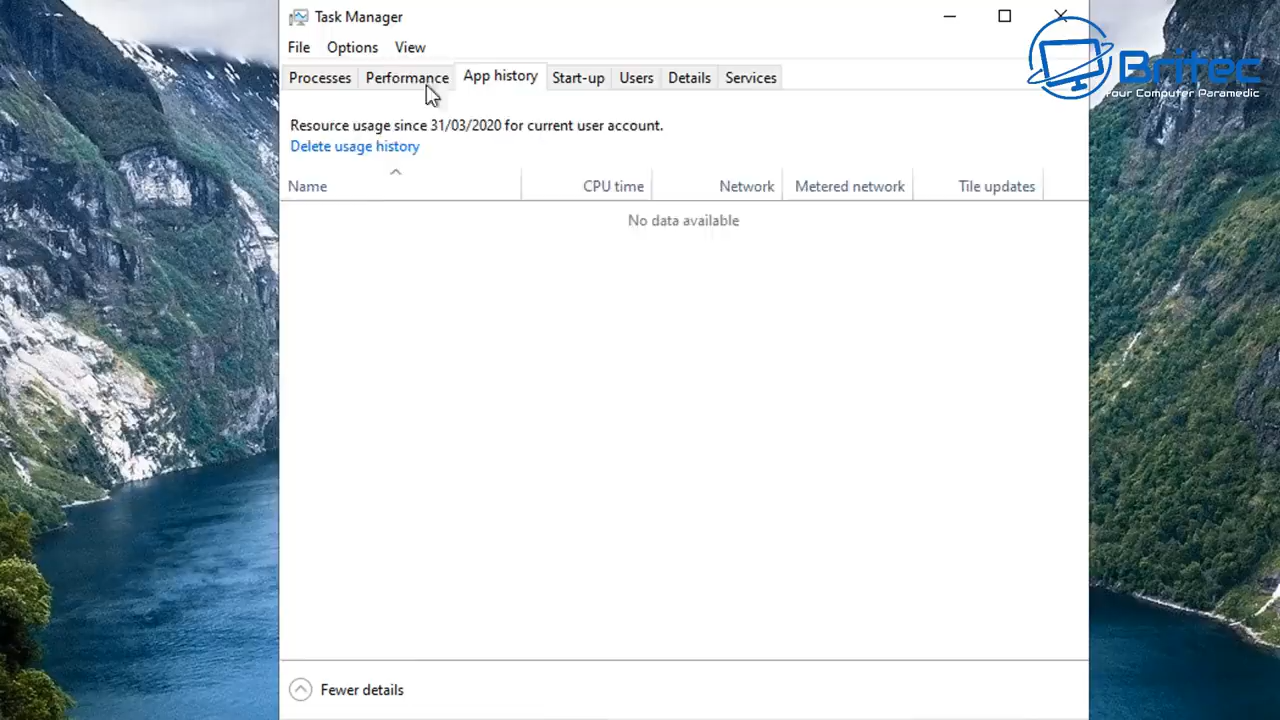 Task Manager
File Options View
Processes Performance App history Start-up Users Details Services
Britec
Your Computer Paramedic
Resource usage since 31/03/2020 for current user account.
Delete usage history
Name CPU time Network Metered network Tile updates
No data available
Fewer details